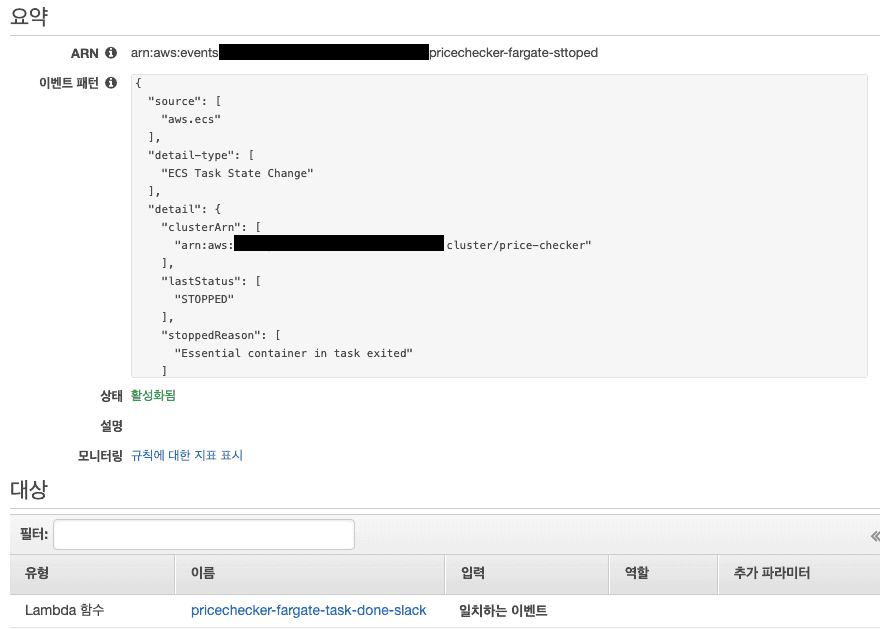 요약
ARN arn:aws:events pricechecker-fargate-sttoped
이벤트 패턴 {
"source": [
"aws.ecs"
],
"detail-type": [
"ECS Task State Change"
],
"detail": {
"clusterArn": [
"arn:aws: cluster/price-checker"
],
"lastStatus": [
"STOPPED"
],
"stoppedReason": [
"Essential container in task exited"
]
상태 활성화됨
설명
모니터링 규칙에 대한 지표 표시
대상
필터: «
유형 이름 입력 역할 추가 파라미터
Lambda 함수 pricechecker-fargate-task-done-slack 일치하는 이벤트